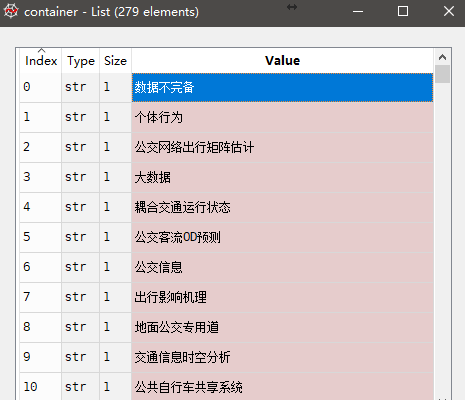 container - List (279 elements)
Index Type Size Value
0 str 1 数据不完备
1 str 1 个体行为
2 str 1 公交网络出行矩阵估计
3 str 1 大数据
4 str 1 耦合交通运行状态
5 str 1 公交客流OD预测
6 str 1 公交信息
7 str 1 出行影响机理
8 str 1 地面公交专用道
9 str 1 交通信息时空分析
10 str 1 公共自行车共享系统